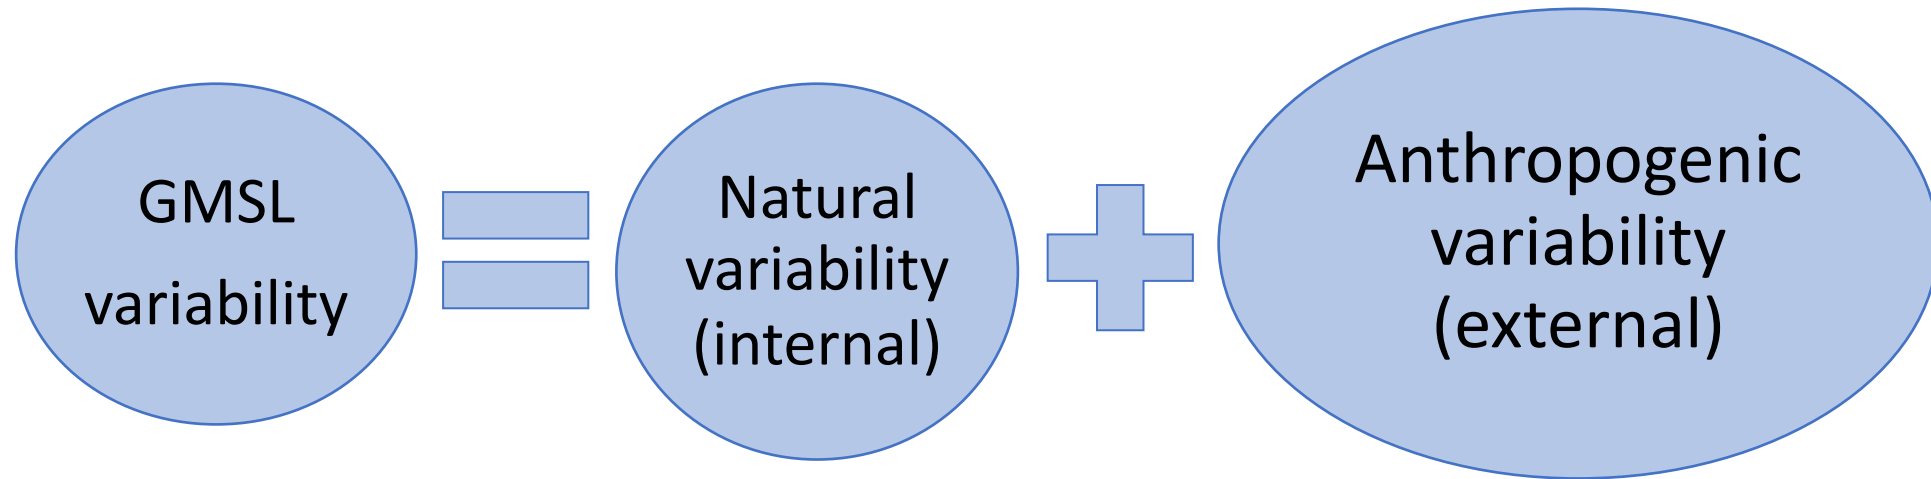 GMSL
variability
Natural
variability
(internal)
Anthropogenic
variability
(external)